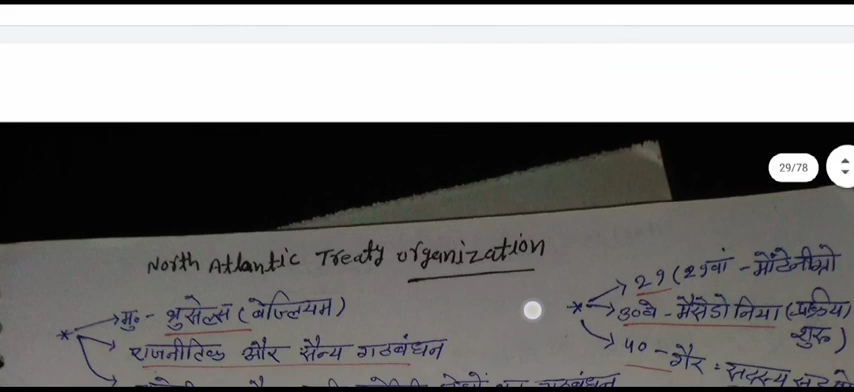 29/78
North Atlantic Treaty Organization
* → मु॰ - ब्रुसेल्स (बेल्जियम)
→ राजनीतिक और सैन्य गठबंधन
* → 29 (29वां - मोंटेनीग्रो
→ 30वे - मैसेडोनिया (प्रक्रिया शुरू)
→ 40 - गैर : सदस्य